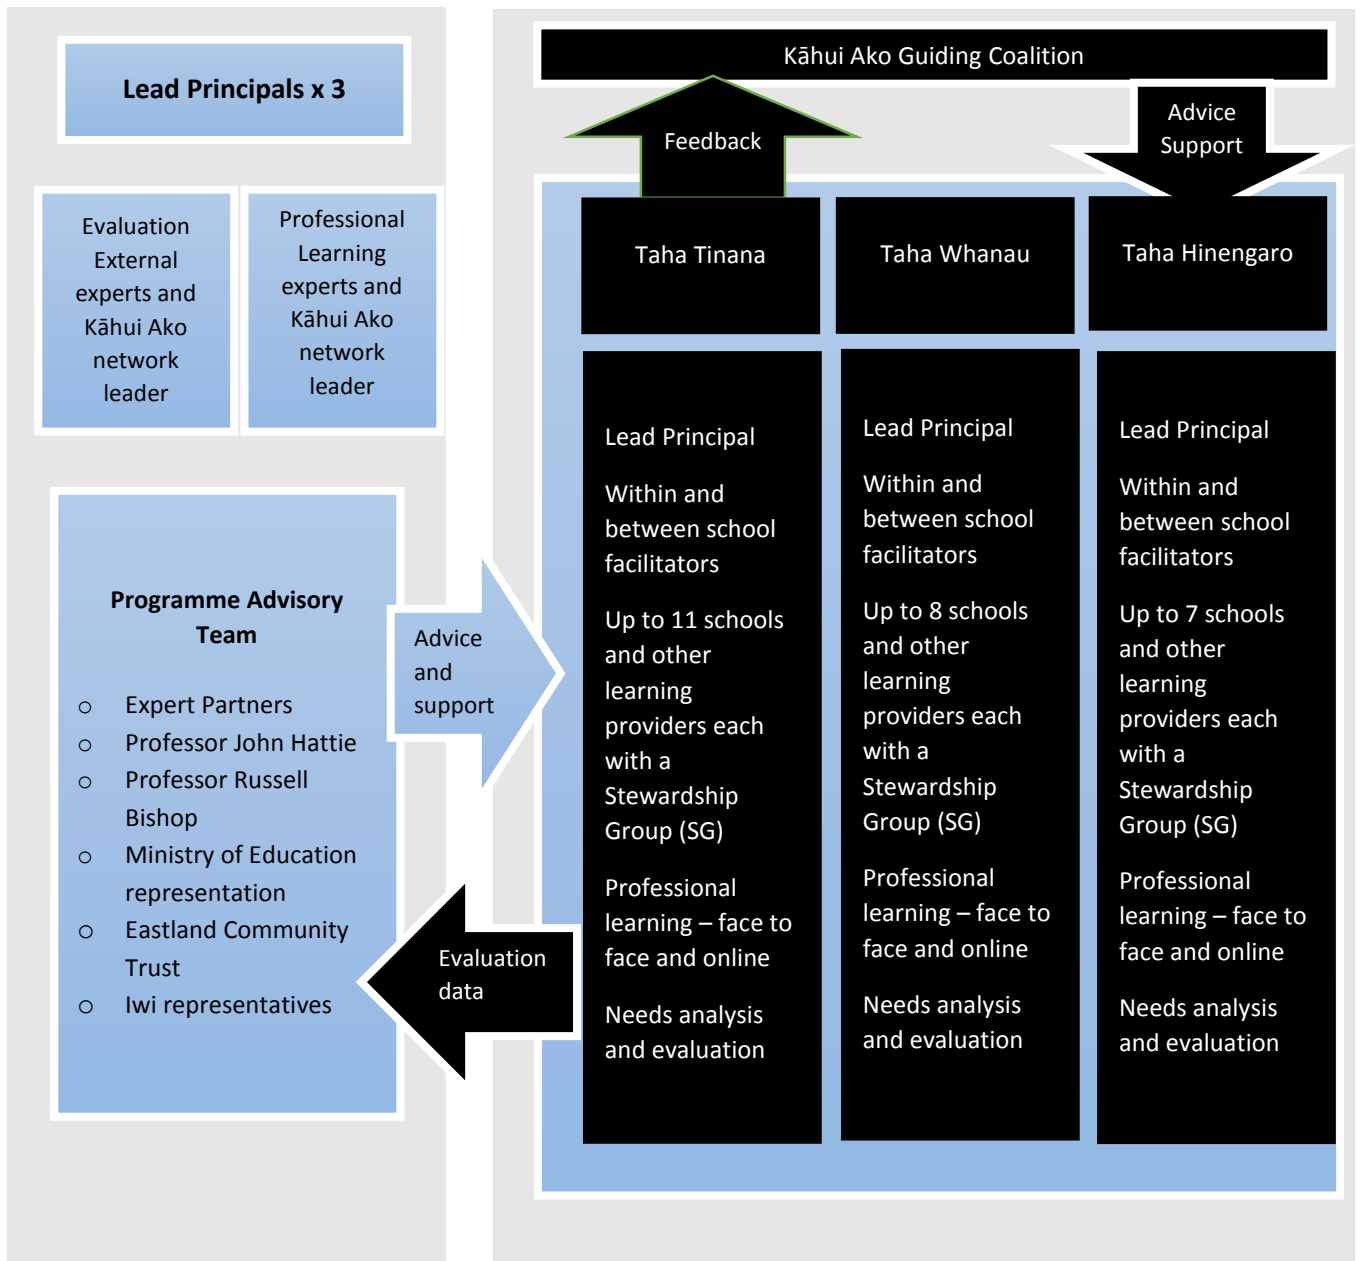 Lead Principals x 3
Evaluation
External
experts and
Kāhui Ako
network
leader
Professional
Learning
experts and
Kāhui Ako
network
leader
Programme Advisory
Team
o Expert Partners
o Professor John Hattie
o Professor Russell
Bishop
o Ministry of Education
representation
o Eastland Community
Trust
o Iwi representatives
Advice
and
support
Evaluation
data
Kāhui Ako Guiding Coalition
Feedback
Advice
Support
Taha Tinana
Taha Whanau
Taha Hinengaro
Lead Principal
Within and
between school
facilitators
Up to 11 schools
and other
learning
providers each
with a
Stewardship
Group (SG)
Professional
learning – face to
face and online
Needs analysis
and evaluation
Lead Principal
Within and
between school
facilitators
Up to 8 schools
and other
learning
providers each
with a
Stewardship
Group (SG)
Professional
learning – face to
face and online
Needs analysis
and evaluation
Lead Principal
Within and
between school
facilitators
Up to 7 schools
and other
learning
providers each
with a
Stewardship
Group (SG)
Professional
learning – face to
face and online
Needs analysis
and evaluation